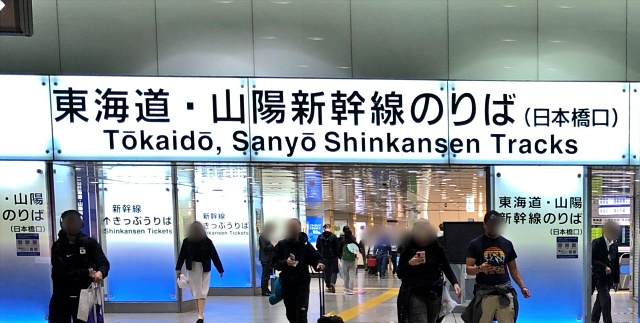 東海道・山陽新幹線のりば(日本橋口)
Tōkaidō, Sanyō Shinkansen Tracks
・山陽
のりば
(日本橋口)
新幹線
↑きっぷうりば
Shinkansen Tickets
新幹線
きっぷうりば
Shinkansen Tickets
東海道・山陽
新幹線のりば
(日本橋口)